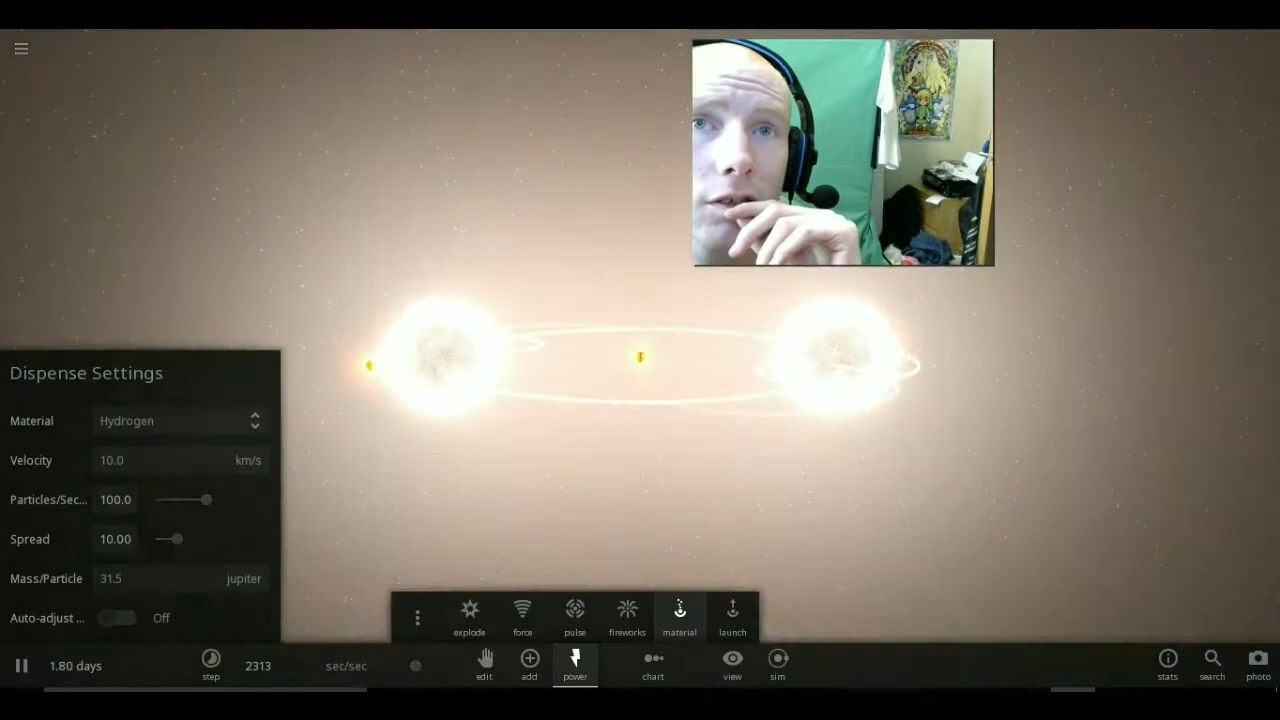 Dispense Settings
Material Hydrogen
Velocity 10.0 km/s
Particles/Sec... 100.0
Spread 10.00
Mass/Particle 31.5 jupiter
Auto-adjust ... Off
explode force pulse fireworks material launch
1.80 days step 2313 sec/sec edit add power chart view sim stats search photo